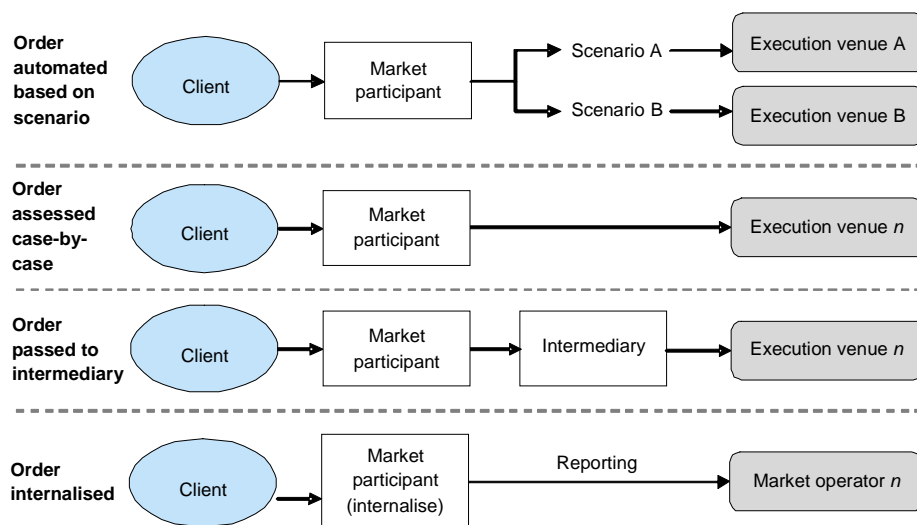 Order
automated
based on
scenario
Client
Market
participant
Scenario A
Execution venue A
Scenario B
Execution venue B
Order
assessed
case-by-
case
Client
Market
participant
Execution venue n
Order
passed to
intermediary
Client
Market
participant
Intermediary
Execution venue n
Order
internalised
Client
Market
participant
(internalise)
Reporting
Market operator n